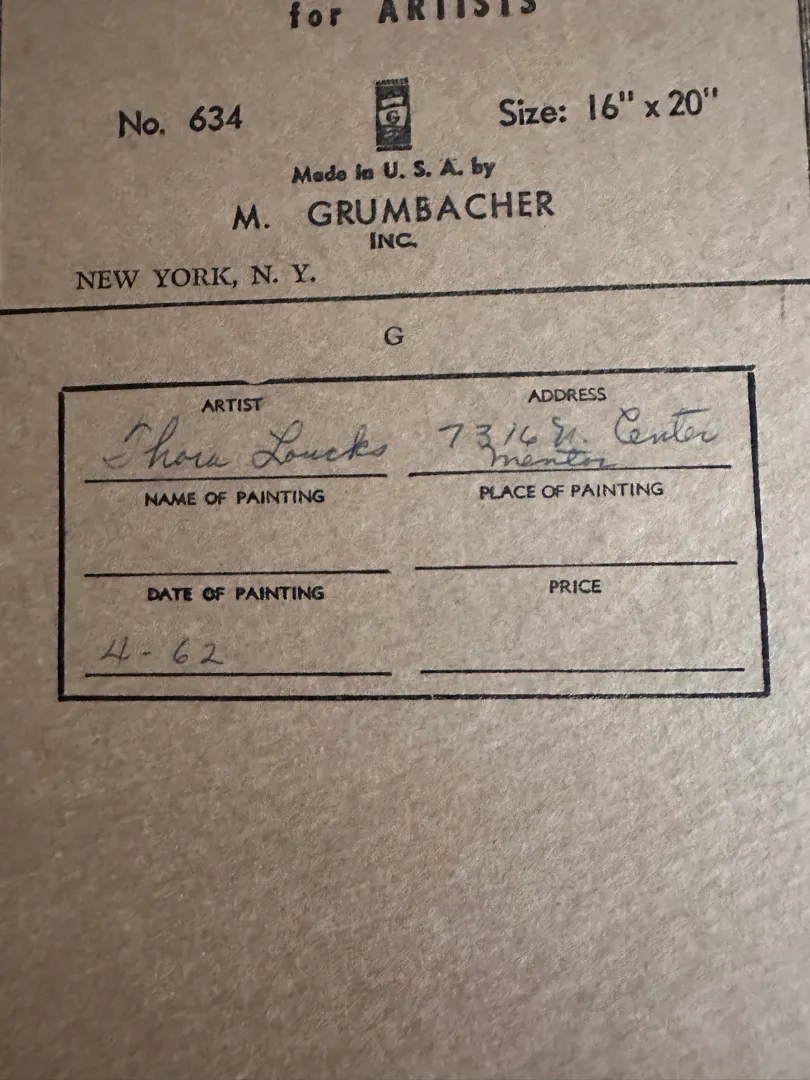 for ARTISTS
No. 634
G
Size: 16" x 20"
Made in U. S. A. by
M. GRUMBACHER
INC.
NEW YORK, N. Y.
G
ARTIST
ADDRESS
Thora Loucks
7316 N. Center
Mentor
NAME OF PAINTING
PLACE OF PAINTING
DATE OF PAINTING
PRICE
4-62